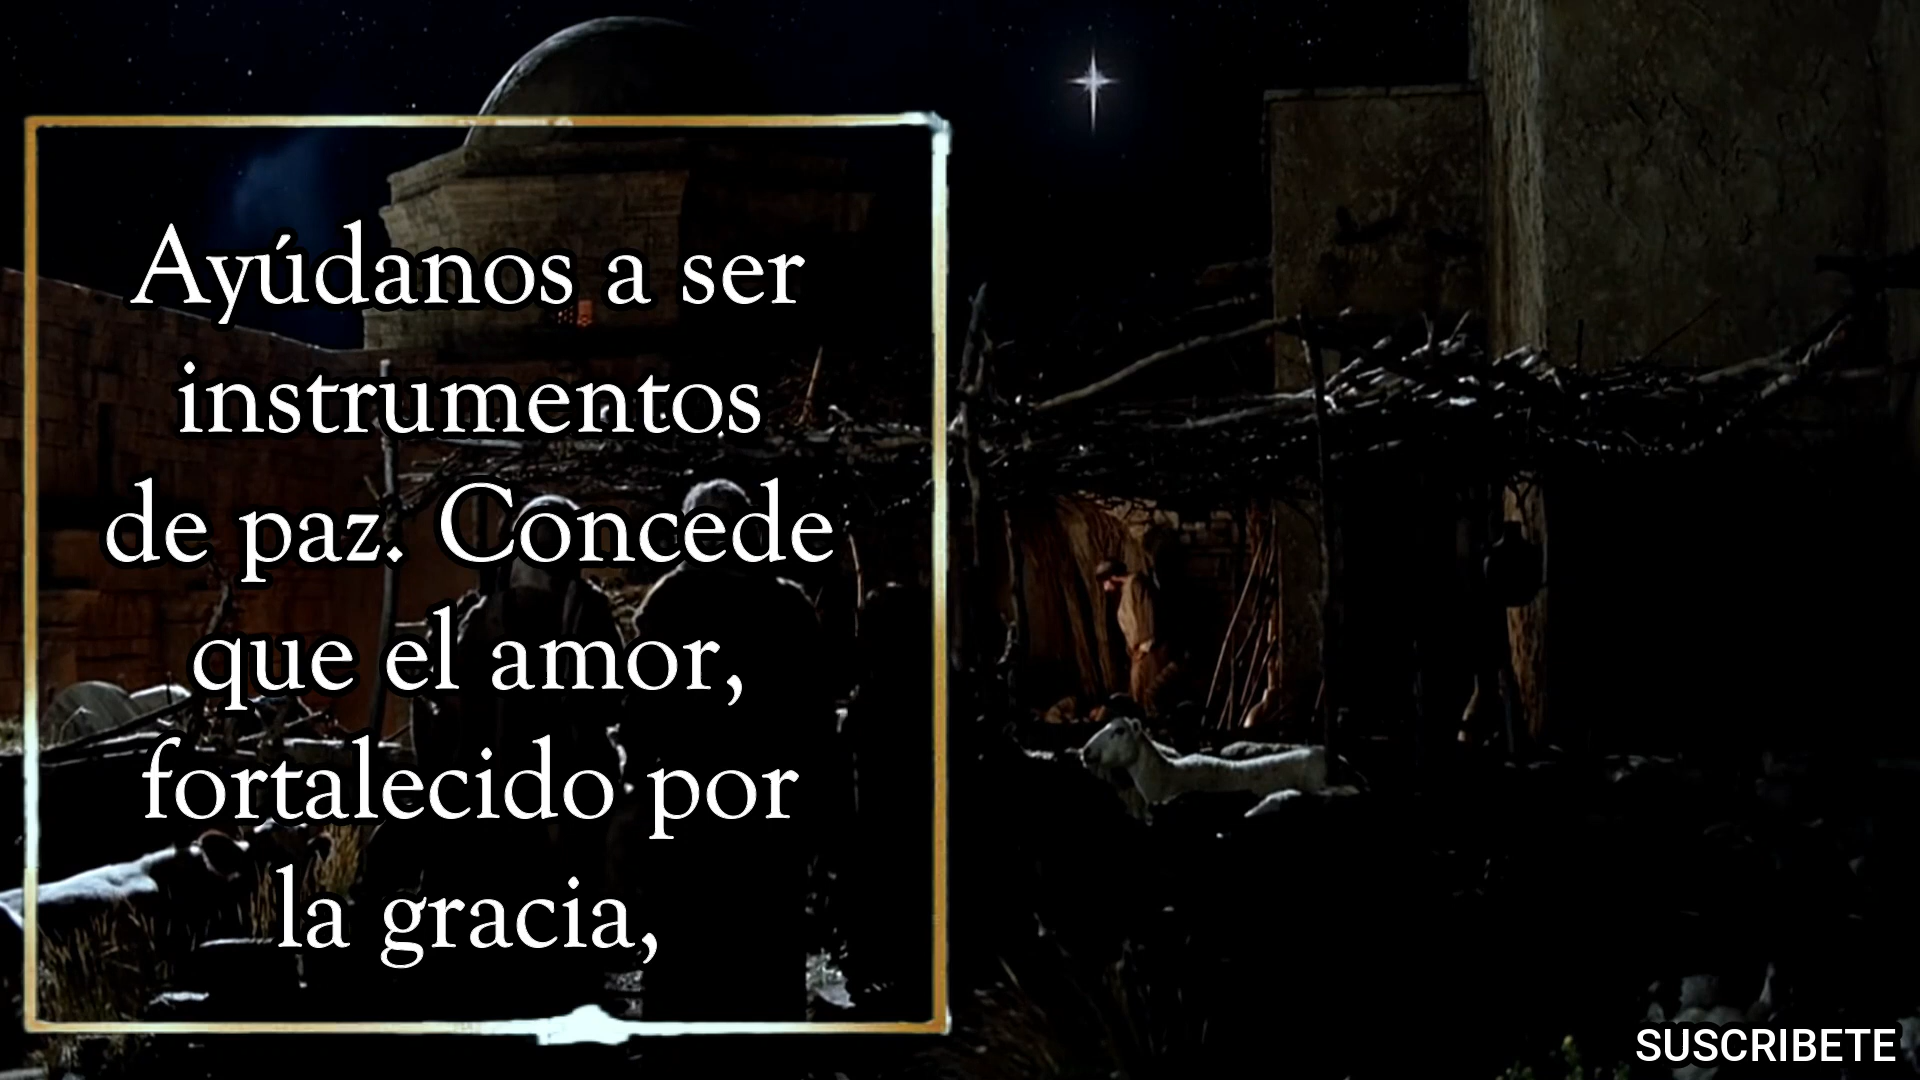 Ayúdanos a ser
instrumentos
de paz. Concede
que el amor,
fortalecido por
la gracia,
SUSCRIBETE